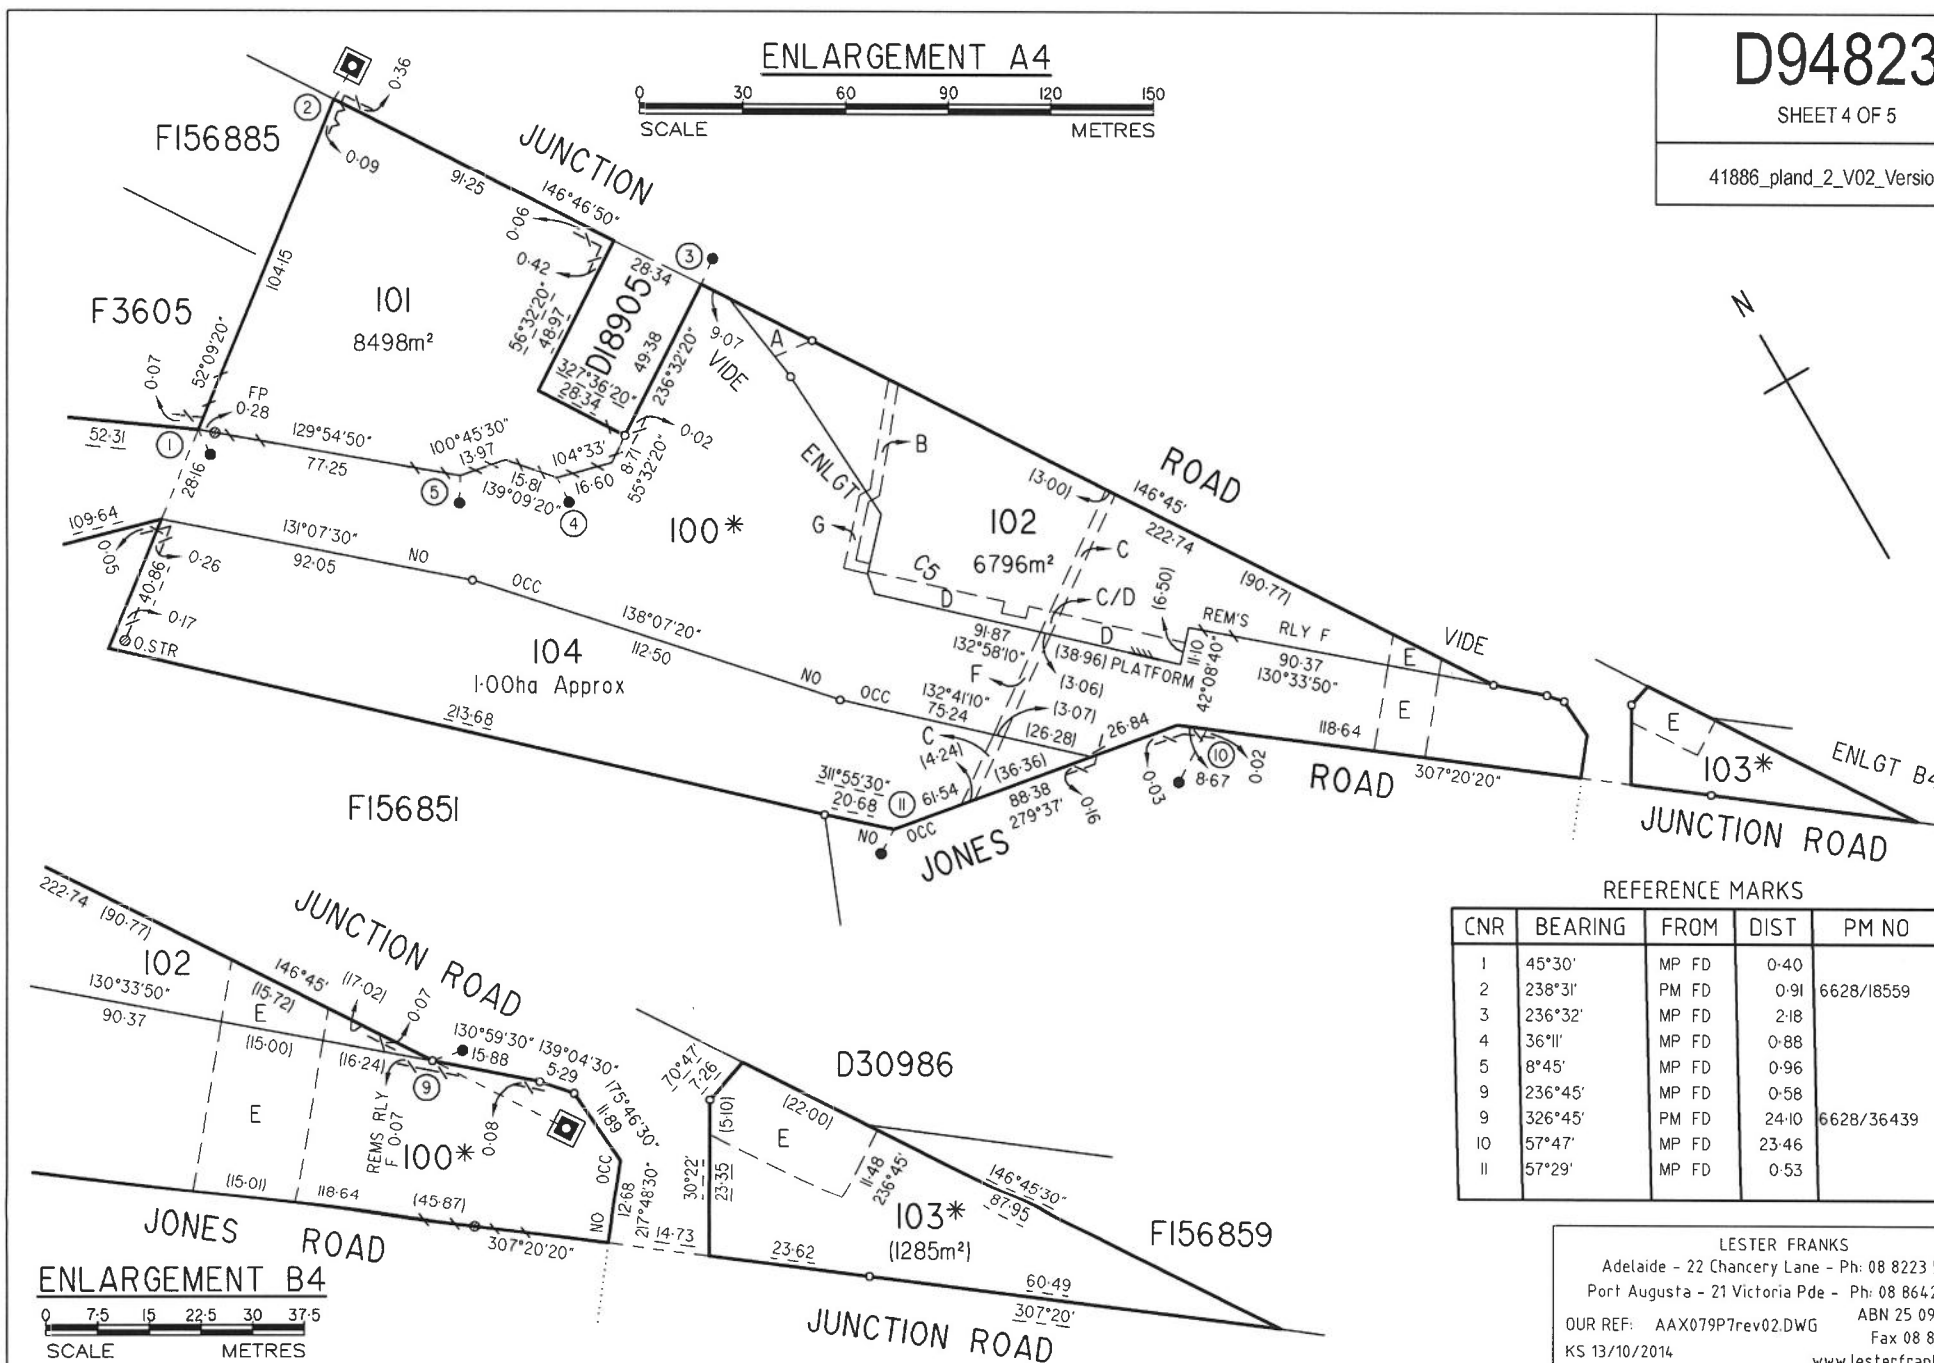 ENLARGEMENT A4
0 30 60 90 120 150
SCALE METRES
D94823
SHEET 4 OF 5
41886_pland_2_V02_Versio
2
0·36
F156885
0·09
JUNCTION
91·25
146°46'50"
0·06
0·42
3
28·34
104·15
F3605
101
8498m²
56°32'20"
48·97
D18905
49·38
236°32'20"
327°36'20"
28·34
9·07
VIDE
A
N
0·07
52°09'20"
FP
0·28
52·31
1
129°54'50"
77·25
100°45'30"
13·97
104°33'
8·71
0·02
55°32'20"
15·81
139°09'20"
16·60
5
4
28·16
ENLGT
B
G
100*
102
6796m²
(3·00)
146°45'
ROAD
222·74
(90·77)
109·64
0·05
0·26
131°07'30"
92·05
NO OCC
40·86
0·17
O.STR
138°07'20"
112·50
104
1·00ha Approx
213·68
C5
D
C
C/D
D
(6·50)
REM'S RLY F
VIDE
91·87
132°58'10"
(38·96) PLATFORM
11·10
42°08'40"
90·37
130°33'50"
E
E
F
(3·06)
(3·07)
NO OCC
132°41'10"
75·24
(26·28)
26·84
C
(4·24)
(36·36)
118·64
E
103*
ENLGT B4
311°55'30"
20·68
11
61·54
88·38
279°37'
0·16
0·03
8·67
10
0·02
307°20'20"
NO OCC
JONES ROAD
JUNCTION ROAD
F156851
REFERENCE MARKS
CNR BEARING FROM DIST PM NO
1 45°30' MP FD 0·40
2 238°31' PM FD 0·91 6628/18559
3 236°32' MP FD 2·18
4 36°11' MP FD 0·88
5 8°45' MP FD 0·96
9 236°45' MP FD 0·58
9 326°45' PM FD 24·10 6628/36439
10 57°47' MP FD 23·46
11 57°29' MP FD 0·53
222·74 (90·77)
102
JUNCTION ROAD
146°45'
(15·72)
(17·02)
0·07
130°33'50"
90·37
E
(15·00)
(16·24)
130°59'30"
15·88
139°04'30"
5·29
175°46'30"
11·89
9
REMS RLY
F 0·07
0·08
E
100*
OCC
NO
12·68
217°48'30"
(15·01)
118·64
(45·87)
307°20'20"
JONES ROAD
14·73
70°47'
7·26
(5·10)
D30986
(22·00)
E
30°22'
23·35
11·48
236°45'
146°45'30"
87·95
103*
(1285m²)
F156859
23·62
60·49
307°20'
JUNCTION ROAD
ENLARGEMENT B4
0 7·5 15 22·5 30 37·5
SCALE METRES
LESTER FRANKS
Adelaide - 22 Chancery Lane - Ph: 08 8223
Port Augusta - 21 Victoria Pde - Ph: 08 8642
ABN 25 09
OUR REF: AAX079P7rev02.DWG
Fax 08 8
KS 13/10/2014
www.lesterfrank